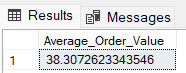 Results Messages
Average_Order_Value
1 38.3072623343546